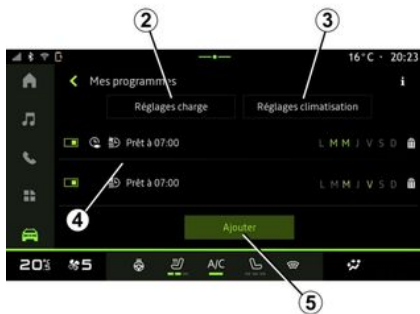 2
3
16°C · 20:23
Mes programmes
i
Réglages charge
Réglages climatisation
Prêt à 07:00
L M M J V S D
Prêt à 07:00
L M M J V S D
4
Ajouter
20
5
A/C
5